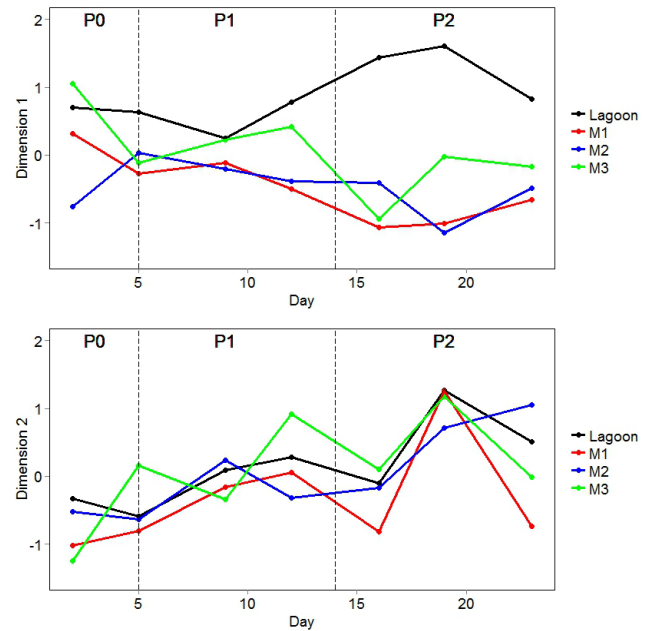 P0 P1 P2
2
1
0
-1
Dimension 1
5 10 15 20
Day
Lagoon
M1
M2
M3
P0 P1 P2
2
1
0
-1
Dimension 2
5 10 15 20
Day
Lagoon
M1
M2
M3